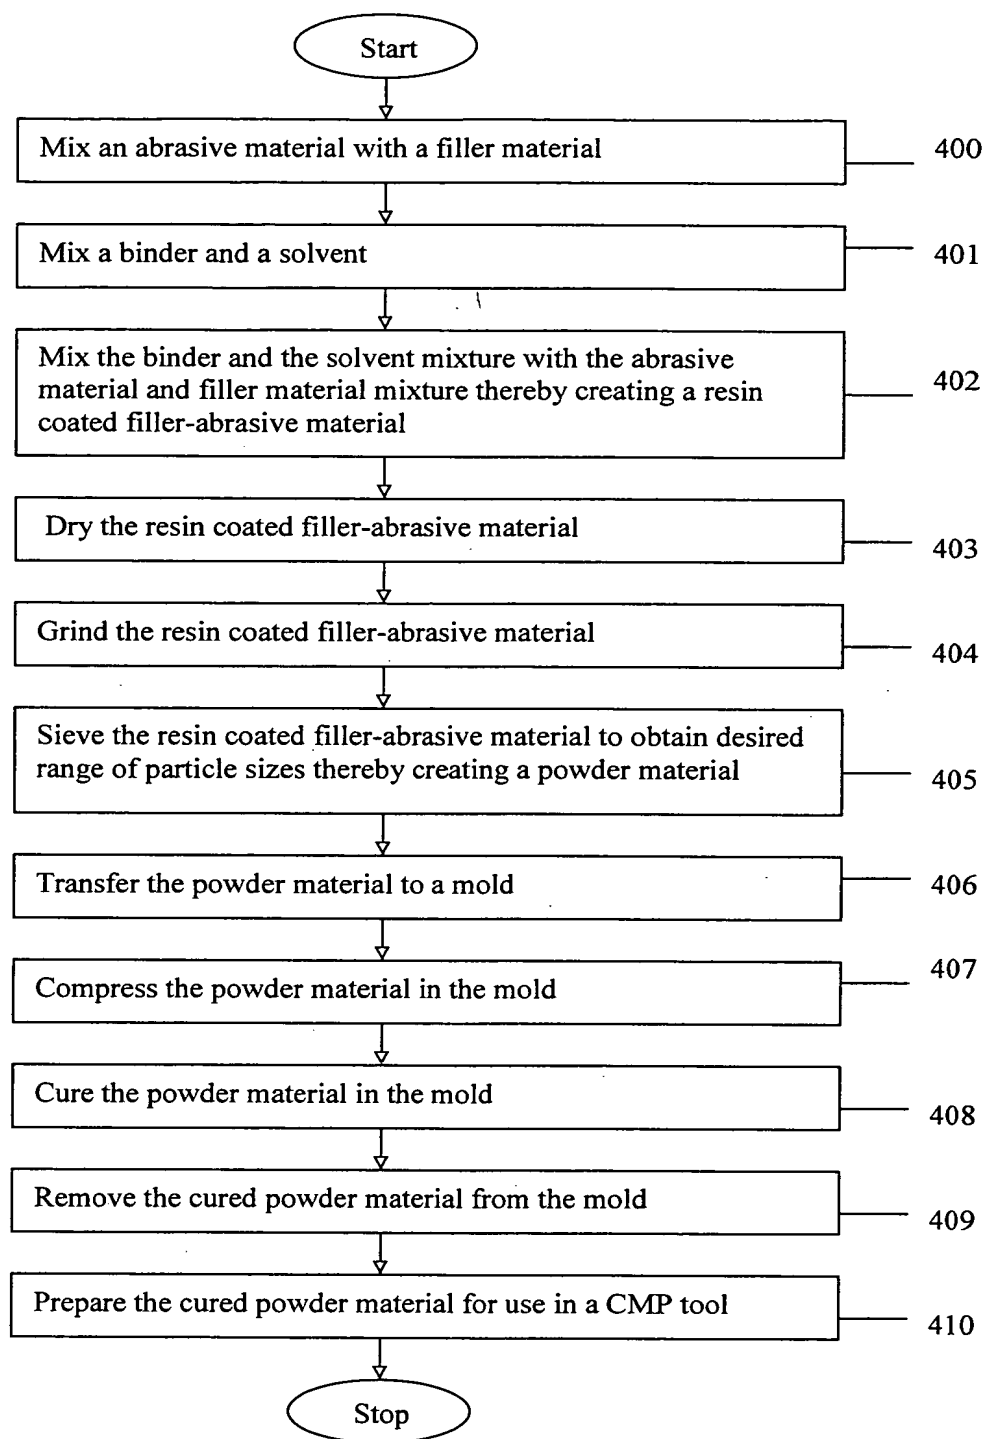 Start
Mix an abrasive material with a filler material
400
Mix a binder and a solvent
401
Mix the binder and the solvent mixture with the abrasive
material and filler material mixture thereby creating a resin
coated filler-abrasive material
402
Dry the resin coated filler-abrasive material
403
Grind the resin coated filler-abrasive material
404
Sieve the resin coated filler-abrasive material to obtain desired
range of particle sizes thereby creating a powder material
405
Transfer the powder material to a mold
406
Compress the powder material in the mold
407
Cure the powder material in the mold
408
Remove the cured powder material from the mold
409
Prepare the cured powder material for use in a CMP tool
410
Stop